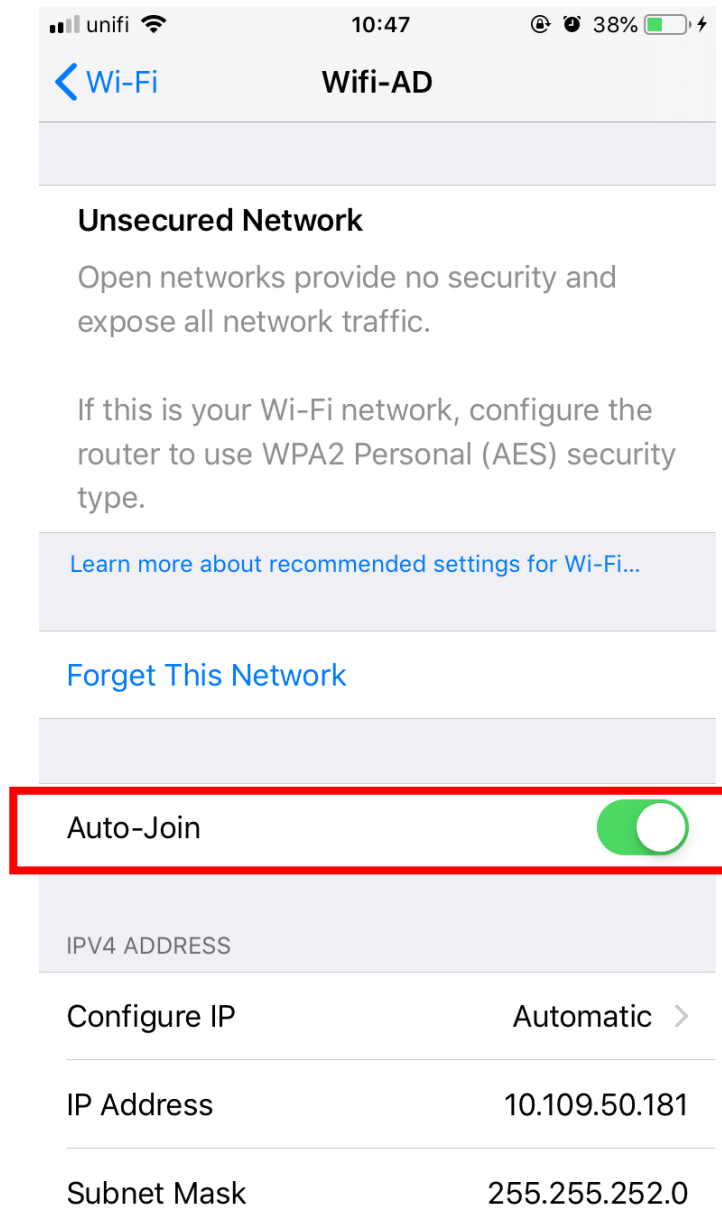 unifi 10:47 38%
Wi-Fi Wifi-AD
Unsecured Network
Open networks provide no security and
expose all network traffic.
If this is your Wi-Fi network, configure the
router to use WPA2 Personal (AES) security
type.
Learn more about recommended settings for Wi-Fi...
Forget This Network
Auto-Join
IPV4 ADDRESS
Configure IP Automatic
IP Address 10.109.50.181
Subnet Mask 255.255.252.0